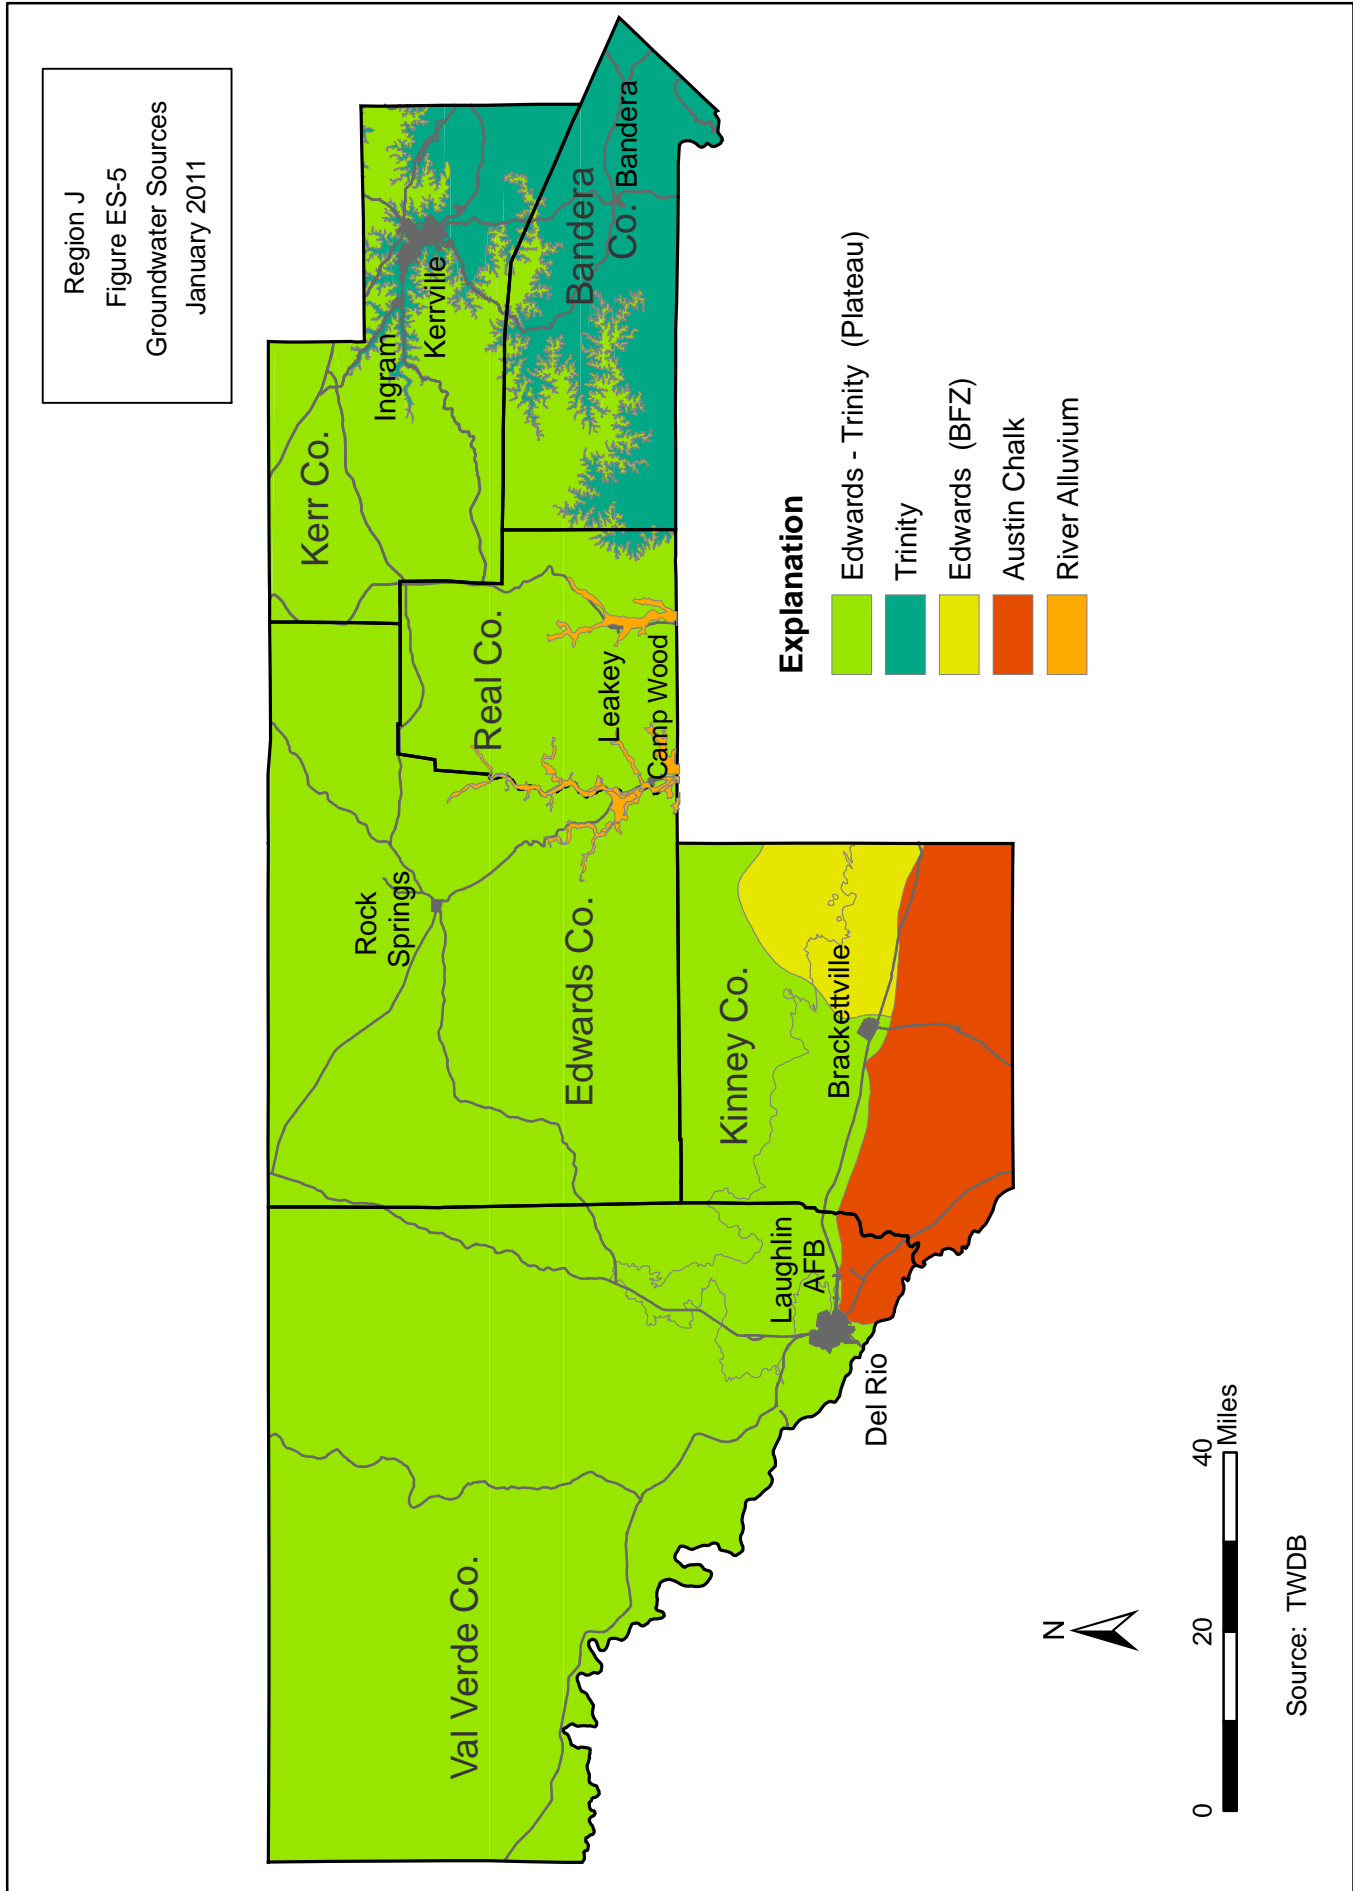 Region J
Figure ES-5
Groundwater Sources
January 2011
Kerr Co.
Ingram
Kerrville
Bandera
Co.
Bandera
Real Co.
Leakey
Camp Wood
Rock
Springs
Edwards Co.
Kinney Co.
Brackettville
Val Verde Co.
Laughlin
AFB
Del Rio
Explanation
Edwards - Trinity (Plateau)
Trinity
Edwards (BFZ)
Austin Chalk
River Alluvium
N
0 20 40
Miles
Source: TWDB